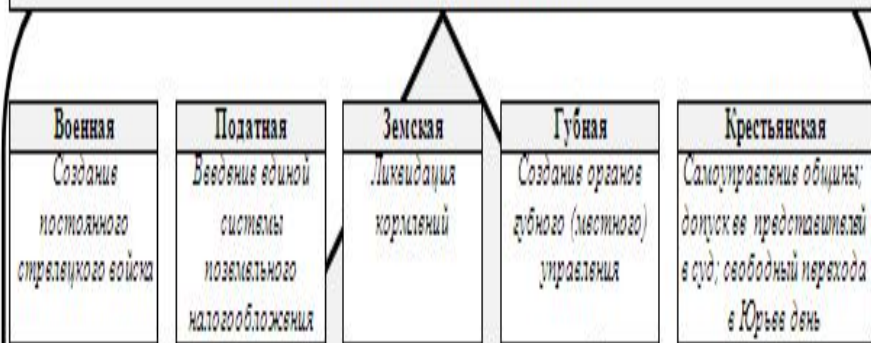 Военная
Создание
постоянного
стрелецкого войска
Податная
Введение единой
системы
поземельного
налогообложения
Земская
Ликвидация
кормлений
Губная
Создание органов
губного (местного)
управления
Крестьянская
Самоуправление общины;
допуск ее представителей
в суд; свободный перехода
в Юрьев день